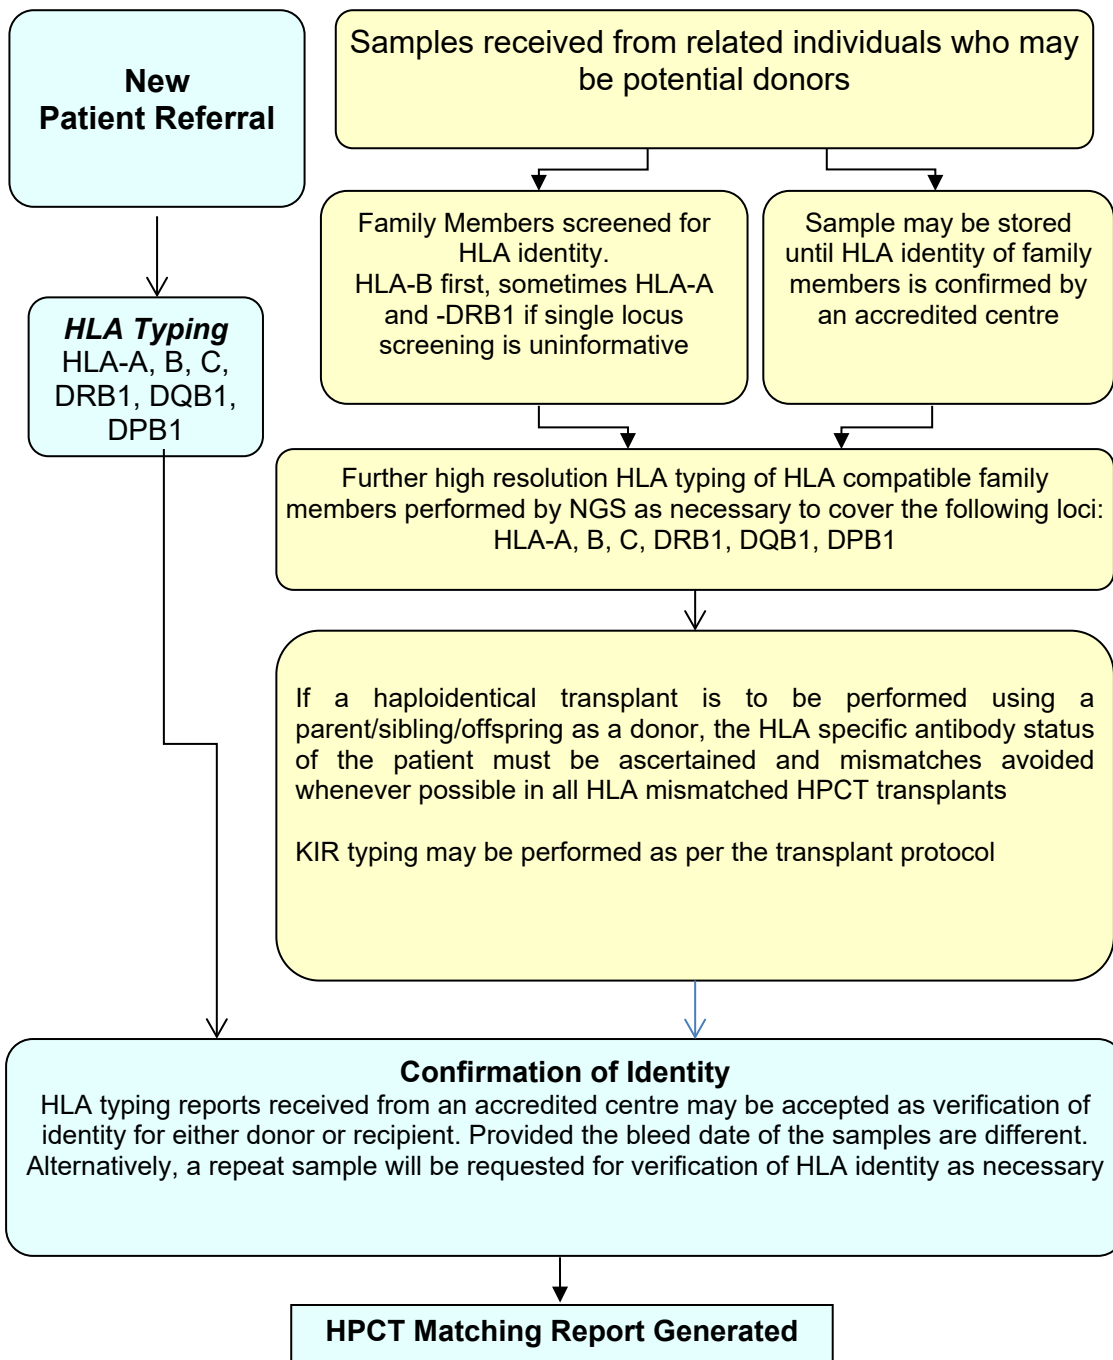 New
Patient Referral
Samples received from related individuals who may
be potential donors
Family Members screened for
HLA identity.
HLA-B first, sometimes HLA-A
and -DRB1 if single locus
screening is uninformative
Sample may be stored
until HLA identity of family
members is confirmed by
an accredited centre
HLA Typing
HLA-A, B, C,
DRB1, DQB1,
DPB1
Further high resolution HLA typing of HLA compatible family
members performed by NGS as necessary to cover the following loci:
HLA-A, B, C, DRB1, DQB1, DPB1
If a haploidentical transplant is to be performed using a
parent/sibling/offspring as a donor, the HLA specific antibody status
of the patient must be ascertained and mismatches avoided
whenever possible in all HLA mismatched HPCT transplants
KIR typing may be performed as per the transplant protocol
Confirmation of Identity
HLA typing reports received from an accredited centre may be accepted as verification of
identity for either donor or recipient. Provided the bleed date of the samples are different.
Alternatively, a repeat sample will be requested for verification of HLA identity as necessary
HPCT Matching Report Generated